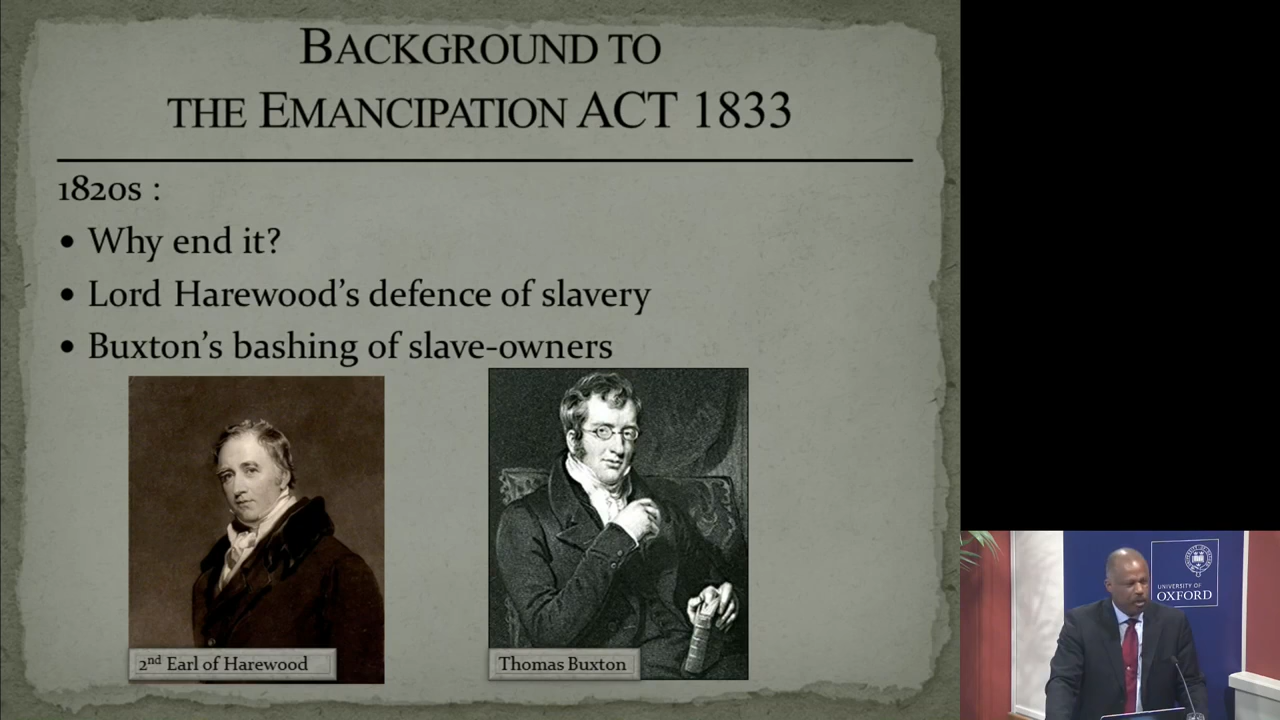 BACKGROUND TO
THE EMANCIPATION ACT 1833
1820s :
• Why end it?
• Lord Harewood’s defence of slavery
• Buxton’s bashing of slave-owners
2nd Earl of Harewood
Thomas Buxton
UNIVERSITY OF
OXFORD